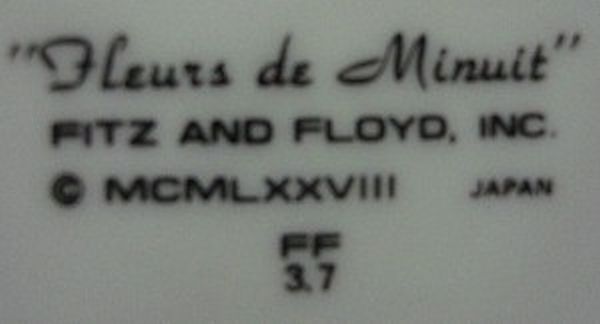 "Fleurs de Minuit"
FITZ AND FLOYD, INC.
© MCMLXXVIII JAPAN
FF
3.7